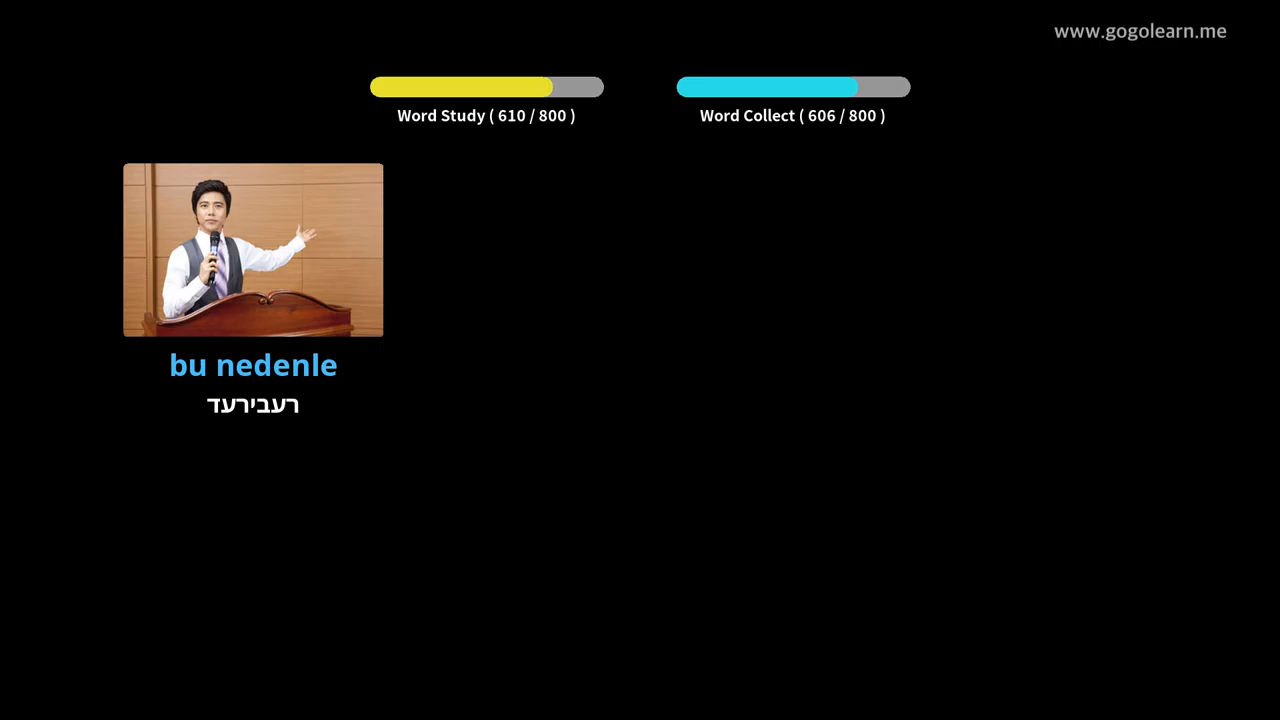 www.gogolearn.me
Word Study ( 610 / 800 )
Word Collect ( 606 / 800 )
bu nedenle
רעבירעד